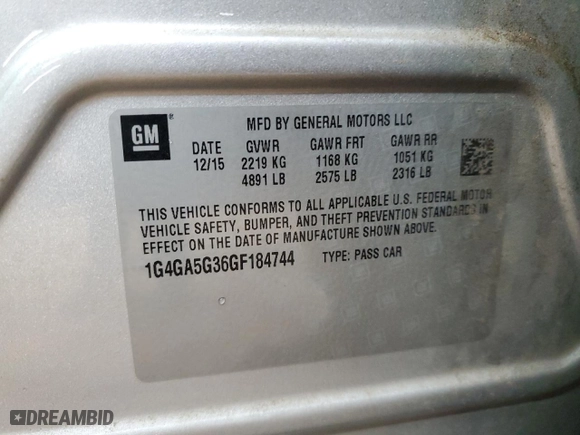 GM
MFD BY GENERAL MOTORS LLC
DATE GVWR GAWR FRT GAWR RR
12/15 2219 KG 1168 KG 1051 KG
4891 LB 2575 LB 2316 LB
THIS VEHICLE CONFORMS TO ALL APPLICABLE U.S. FEDERAL MOTOR
VEHICLE SAFETY, BUMPER, AND THEFT PREVENTION STANDARDS IN
EFFECT ON THE DATE OF MANUFACTURE SHOWN ABOVE.
1G4GA5G36GF184744 TYPE: PASS CAR
DREAMBID